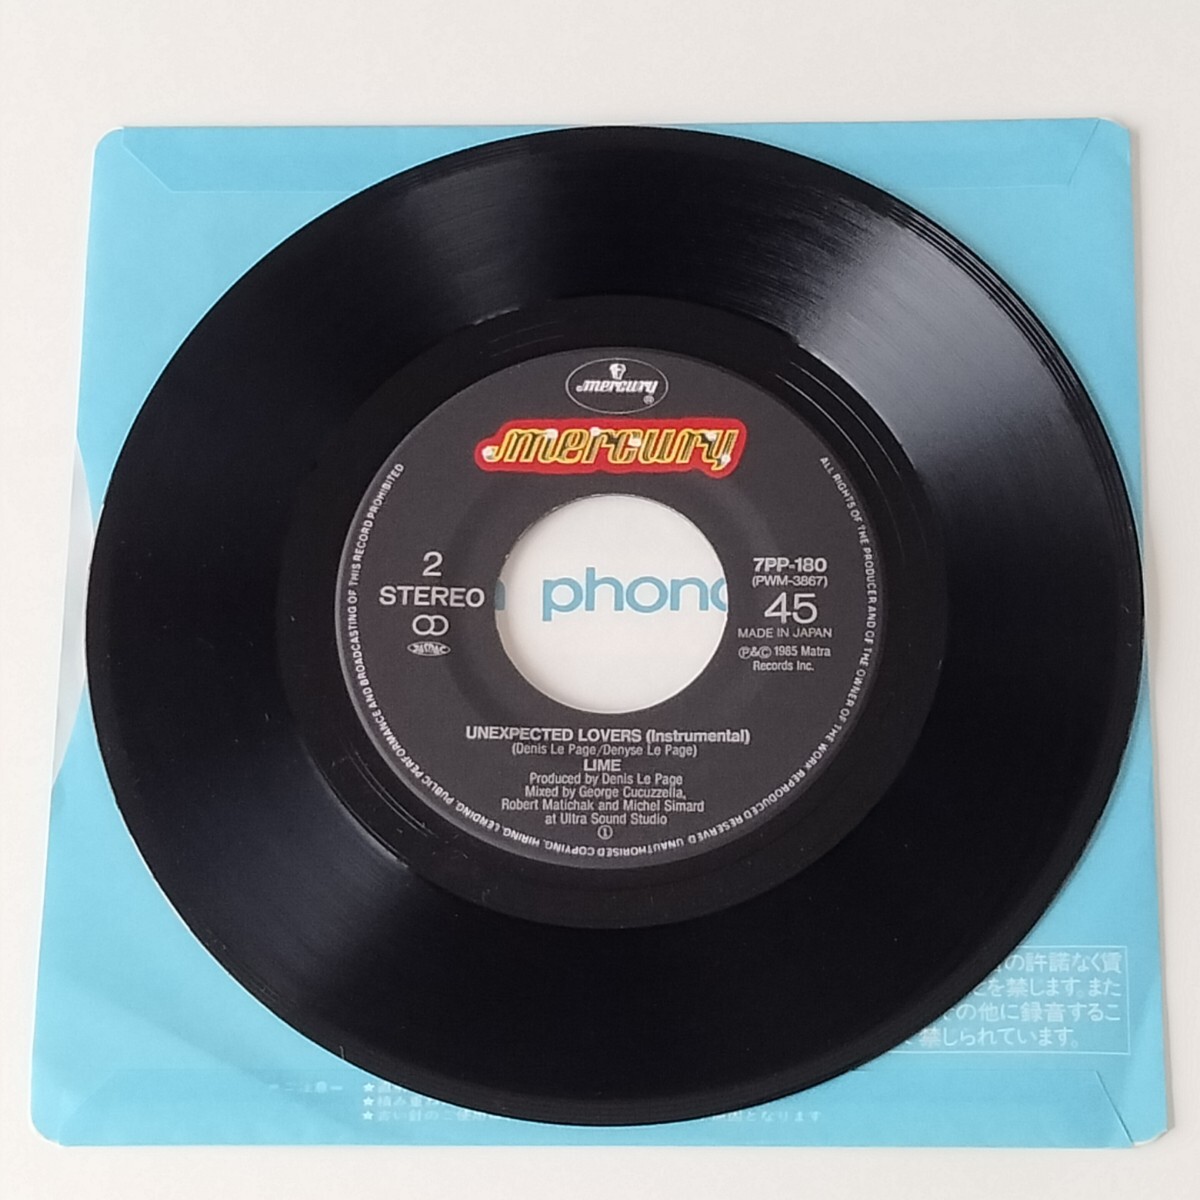 mercury
®
mercury
2
STEREO
JASRAC
7PP-180
(PWM-3867)
45
MADE IN JAPAN
℗&© 1985 Matra
Records Inc.
phono
UNEXPECTED LOVERS (Instrumental)
(Denis Le Page/Denyse Le Page)
LIME
Produced by Denis Le Page
Mixed by George Cucuzzella,
Robert Matichak and Michel Simard
at Ultra Sound Studio
ALL RIGHTS OF THE PRODUCER AND OF THE OWNER OF THE WORK REPRODUCED RESERVED UNAUTHORISED COPYING, HIRING, LENDING, PUBLIC PERFORMANCE AND BROADCASTING OF THIS RECORD PROHIBITED
の許諾なく賃
を禁じます。また
の他に録音するこ
禁じられています。
となります